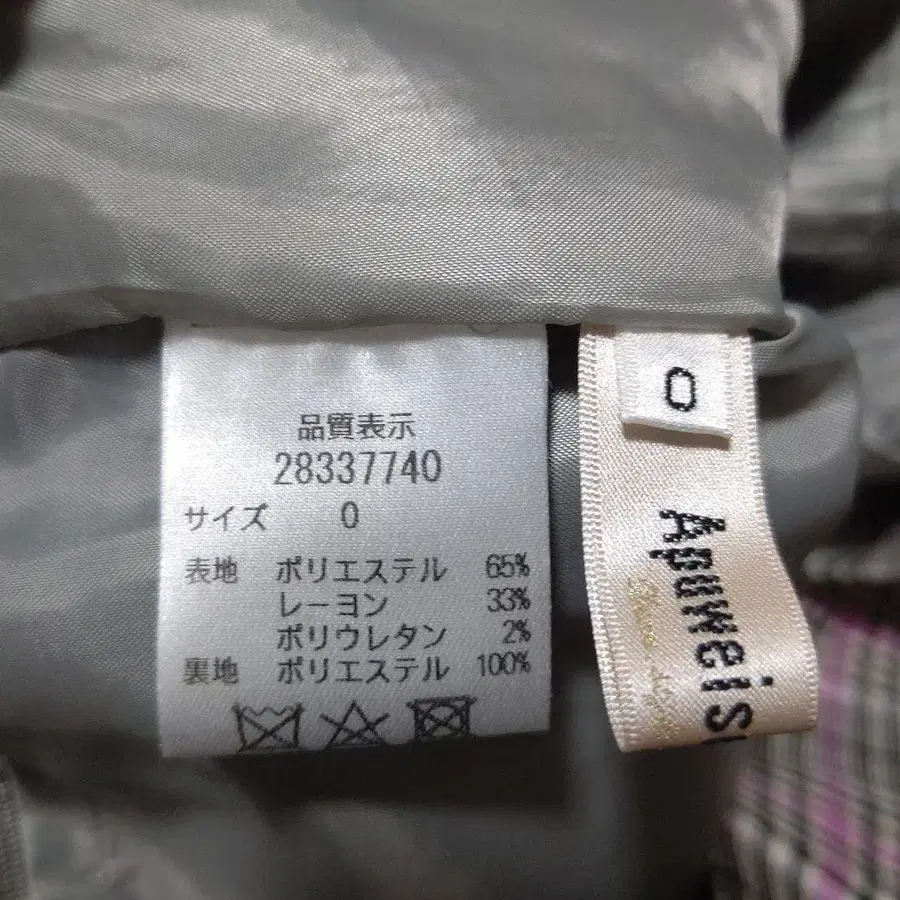 品質表示
28337740
サイズ 0
表地 ポリエステル 65%
レーヨン 33%
ポリウレタン 2%
裏地 ポリエステル 100%
0
Apuweis